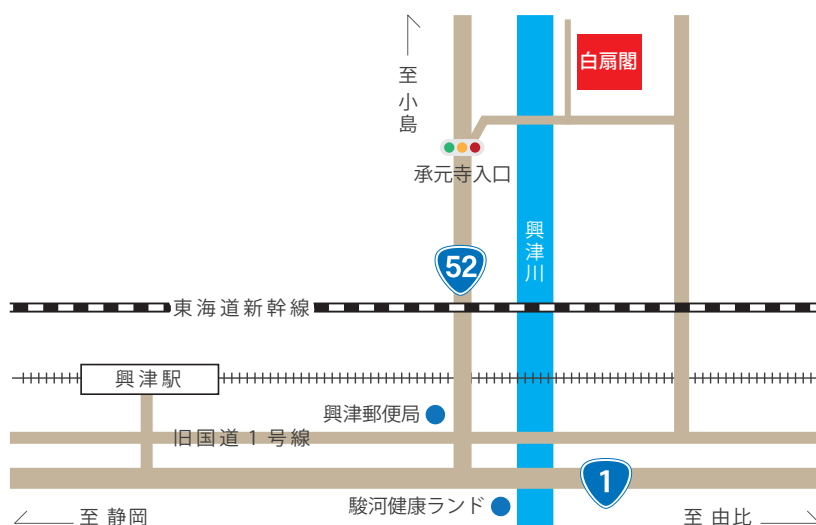 白扇閣
至小島
承元寺入口
興津川
52
東海道新幹線
興津駅
興津郵便局
旧国道1号線
1
駿河健康ランド
至 静岡
至 由比